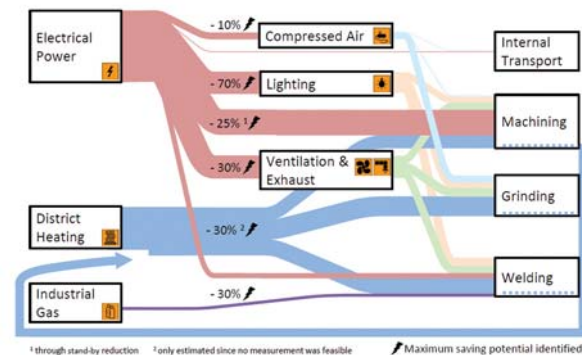 Electrical
Power
- 10%
Compressed Air
Internal
Transport
- 70%
Lighting
- 25% ¹
Machining
- 30%
Ventilation &
Exhaust
Grinding
District
Heating
- 30% ²
Welding
Industrial
Gas
- 30%
¹ through stand-by reduction
² only estimated since no measurement was feasible
Maximum saving potential identified